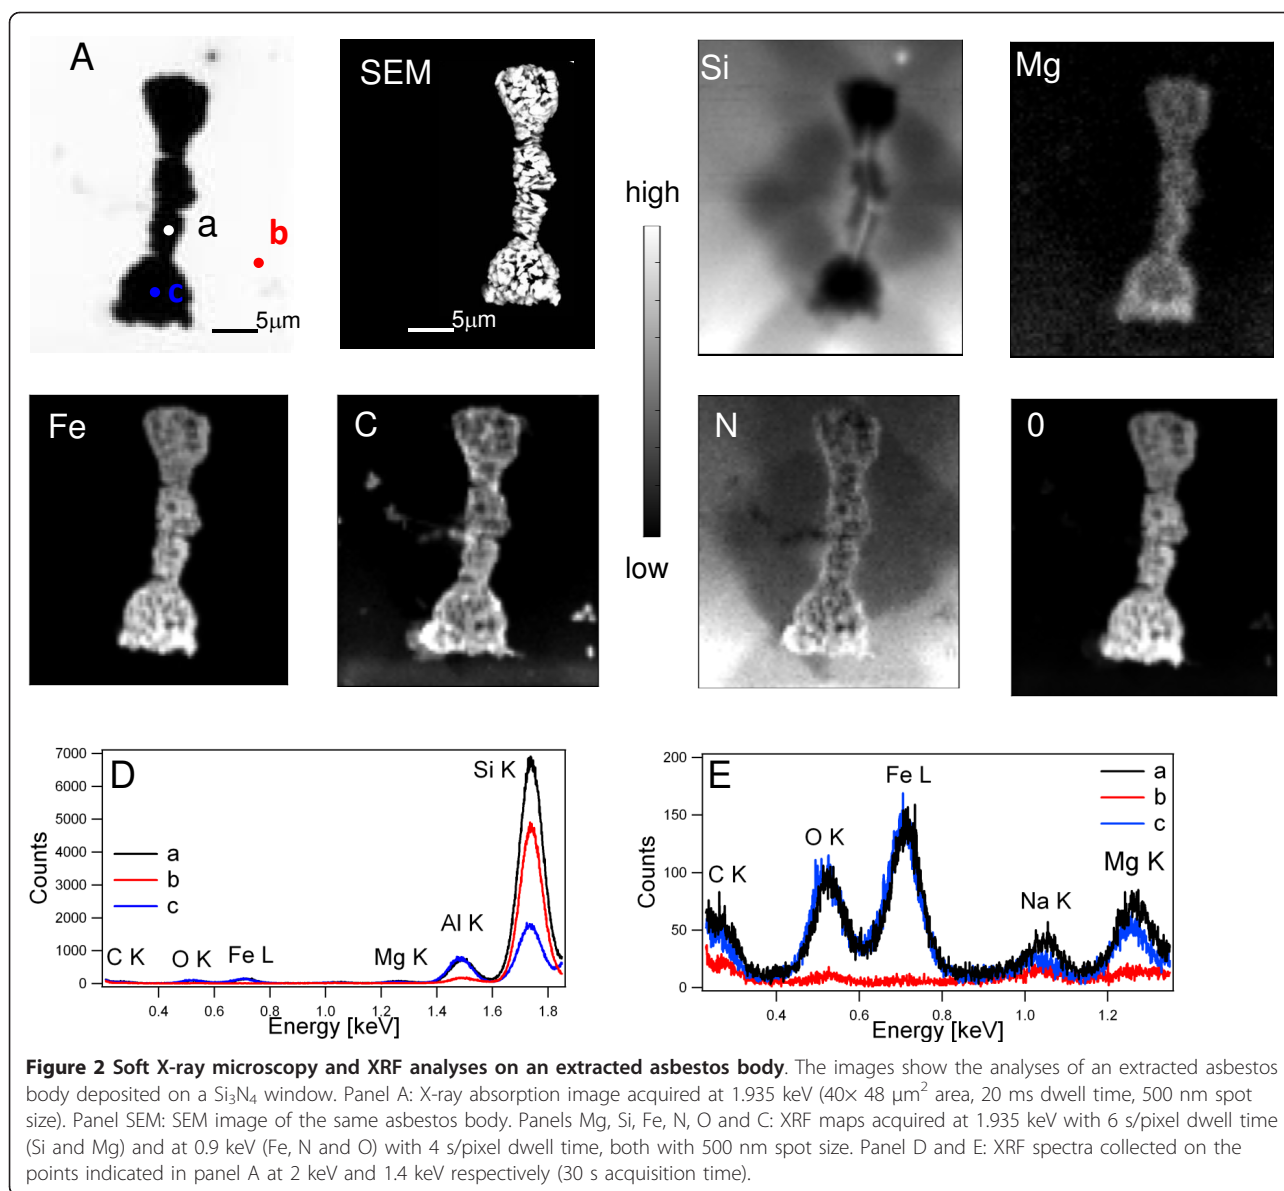 A
SEM
Si
Mg
a
b
c
5μm
5μm
high
low
Fe
C
N
0
7000
6000
5000
4000
3000
2000
1000
0
Counts
D
Si K
a
b
c
C K
O K
Fe L
Mg K
Al K
0.4
0.6
0.8
1.0
1.2
1.4
1.6
1.8
Energy [keV]
200
150
100
50
0
Counts
E
Fe L
a
b
c
C K
O K
Na K
Mg K
0.4
0.6
0.8
1.0
1.2
Energy [keV]
Figure 2 Soft X-ray microscopy and XRF analyses on an extracted asbestos body. The images show the analyses of an extracted asbestos
body deposited on a Si₃N₄ window. Panel A: X-ray absorption image acquired at 1.935 keV (40× 48 μm² area, 20 ms dwell time, 500 nm spot
size). Panel SEM: SEM image of the same asbestos body. Panels Mg, Si, Fe, N, O and C: XRF maps acquired at 1.935 keV with 6 s/pixel dwell time
(Si and Mg) and at 0.9 keV (Fe, N and O) with 4 s/pixel dwell time, both with 500 nm spot size. Panel D and E: XRF spectra collected on the
points indicated in panel A at 2 keV and 1.4 keV respectively (30 s acquisition time).